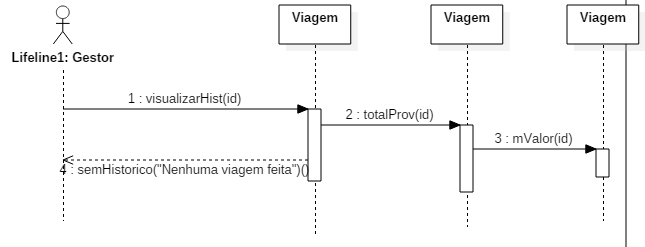 Viagem
Viagem
Viagem
Lifeline1: Gestor
1 : visualizarHist(id)
2 : totalProv(id)
3 : mValor(id)
4 : semHistorico("Nenhuma viagem feita")()